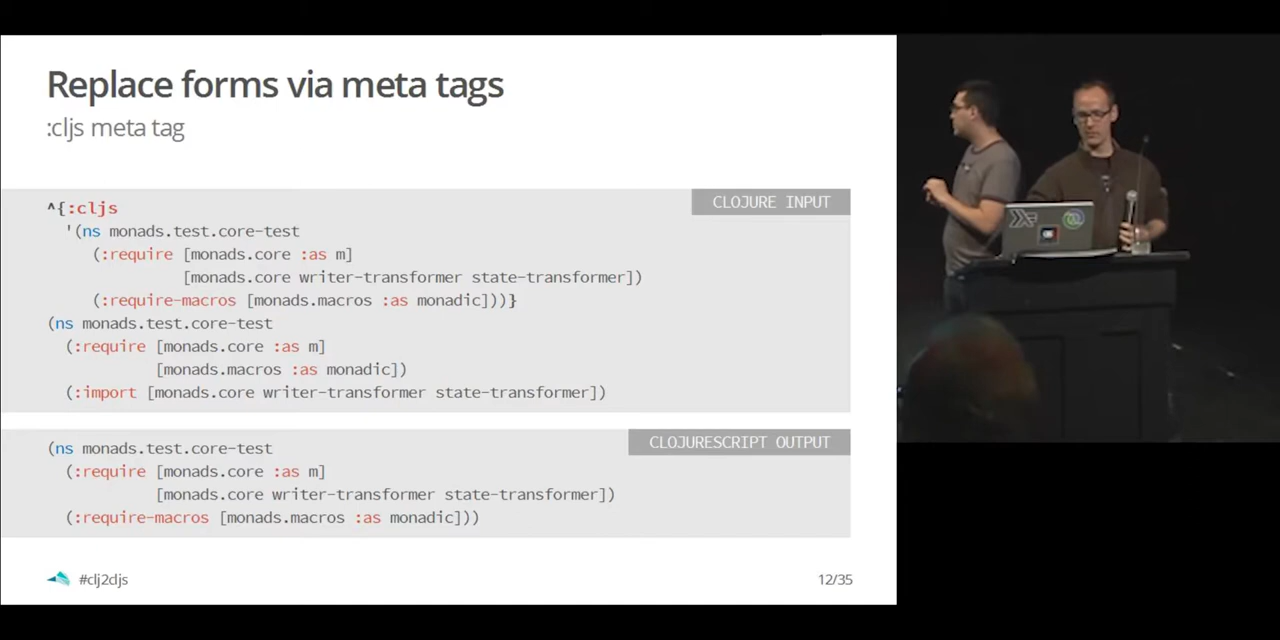 Replace forms via meta tags
:cljs meta tag
CLOJURE INPUT
^{:cljs
'(ns monads.test.core-test
(:require [monads.core :as m]
[monads.core writer-transformer state-transformer])
(:require-macros [monads.macros :as monadic]))}
(ns monads.test.core-test
(:require [monads.core :as m]
[monads.macros :as monadic])
(:import [monads.core writer-transformer state-transformer])
CLOJURESCRIPT OUTPUT
(ns monads.test.core-test
(:require [monads.core :as m]
[monads.core writer-transformer state-transformer])
(:require-macros [monads.macros :as monadic]))
#clj2djs
12/35